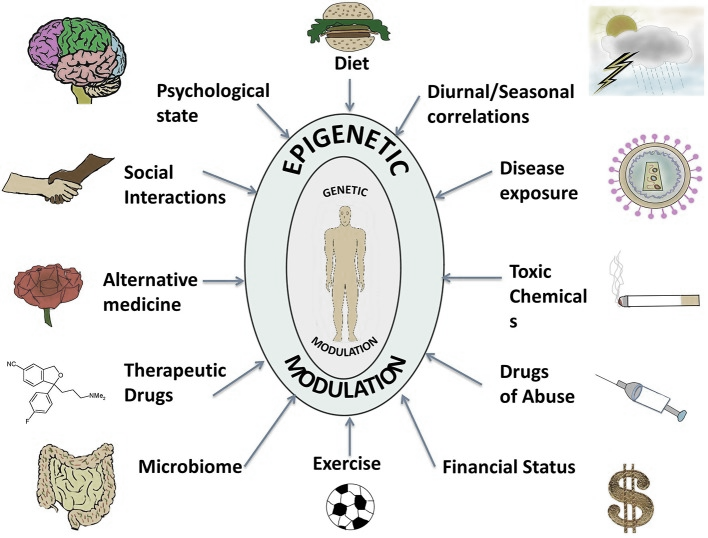 Diet
Psychological
state
Diurnal/Seasonal
correlations
EPIGENETIC
Social
Interactions
Disease
exposure
GENETIC
Alternative
medicine
Toxic
Chemical
s
MODULATION
MODULATION
Therapeutic
Drugs
Drugs
of Abuse
NC
O
NMe2
F
Microbiome
Exercise
Financial Status
$